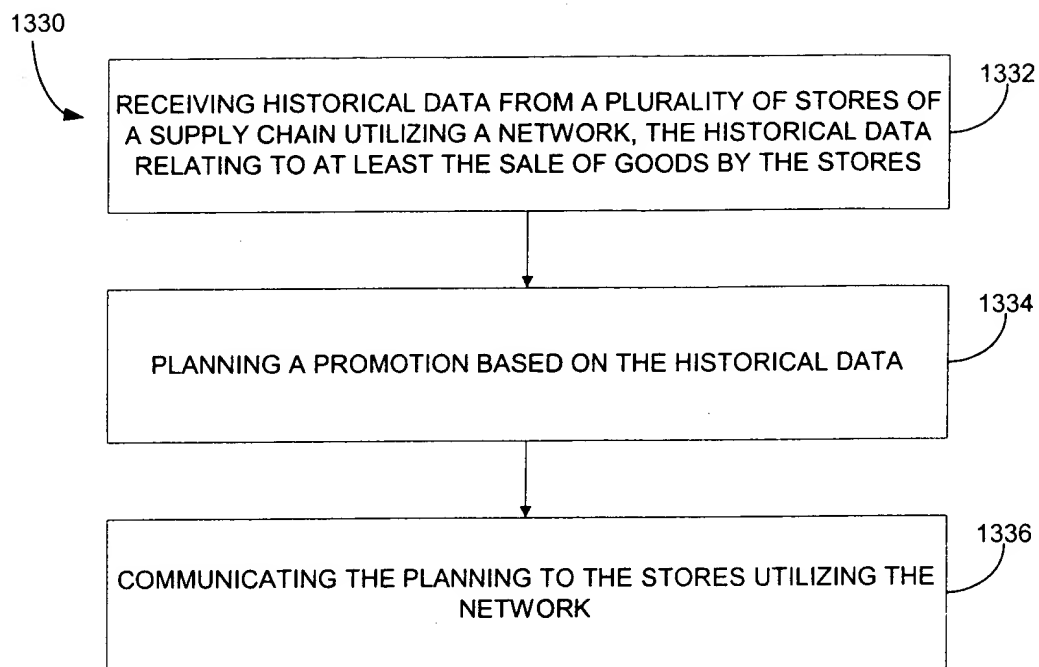 1330
1332
RECEIVING HISTORICAL DATA FROM A PLURALITY OF STORES OF
A SUPPLY CHAIN UTILIZING A NETWORK, THE HISTORICAL DATA
RELATING TO AT LEAST THE SALE OF GOODS BY THE STORES
1334
PLANNING A PROMOTION BASED ON THE HISTORICAL DATA
1336
COMMUNICATING THE PLANNING TO THE STORES UTILIZING THE
NETWORK